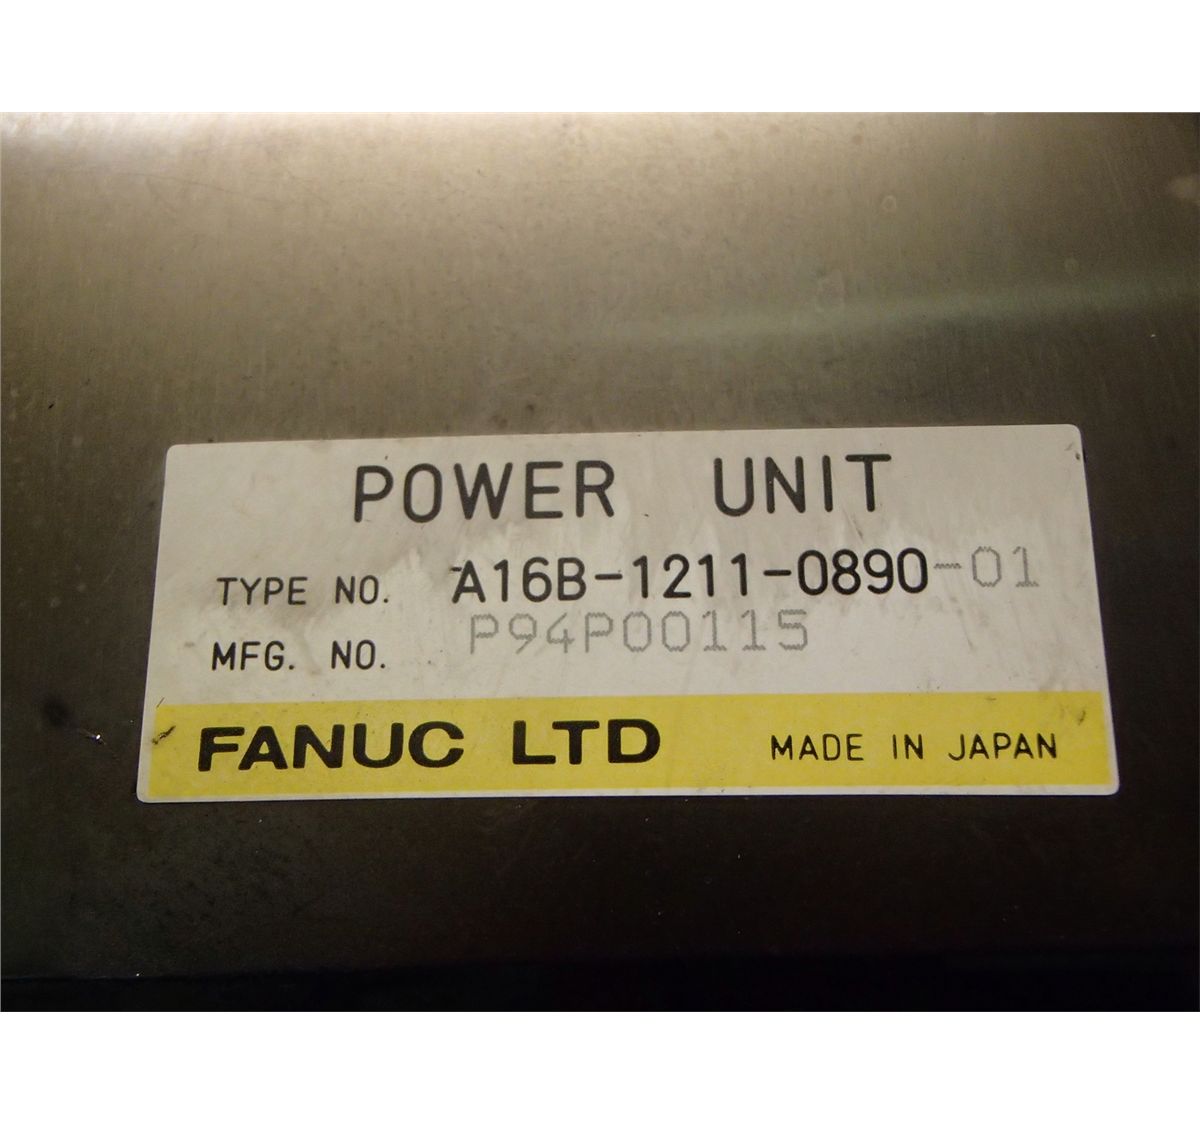 POWER UNIT
TYPE NO. A16B-1211-0890-01
MFG. NO. P94P00115
FANUC LTD MADE IN JAPAN